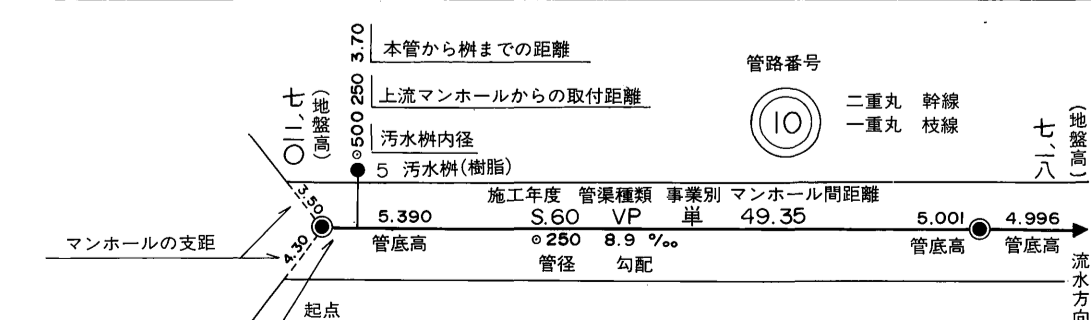 3.70
本管から桝までの距離
250
上流マンホールからの取付距離
⊙500
汚水桝内径
5 汚水桝(樹脂)
(地盤高)
管路番号
10
二重丸 幹線
一重丸 枝線
(地盤高)
施工年度 管渠種類 事業別 マンホール間距離
3.50
5.390 S.60 VP 単 49.35 5.001 4.996
マンホールの支距
4.30
管底高 ⊙250 8.9 ‰ 管底高 管底高
管径 勾配
流水方向
起点